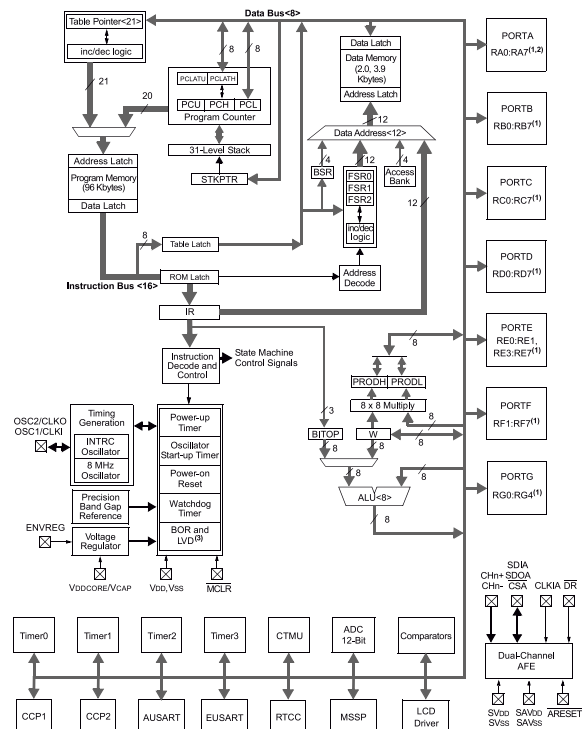 Data Bus<8>
Table Pointer<21>
inc/dec logic
21
20
8
8
PCLATU PCLATH
PCU PCH PCL
Program Counter
31-Level Stack
STKPTR
Address Latch
Program Memory
(96 Kbytes)
Data Latch
8
Table Latch
ROM Latch
Instruction Bus <16>
IR
Data Latch
Data Memory
(2.0, 3.9
Kbytes)
Address Latch
12
Data Address<12>
4
12
4
BSR
FSR0
FSR1
FSR2
inc/dec
logic
Access
Bank
12
Address
Decode
Instruction
Decode and
Control
State Machine
Control Signals
8
PRODH PRODL
8 x 8 Multiply
3
BITOP
W
8
8
8
8
8
ALU<8>
8
8
OSC2/CLKO
OSC1/CLKI
Timing
Generation
INTRC
Oscillator
8 MHz
Oscillator
Precision
Band Gap
Reference
ENVREG
Voltage
Regulator
Power-up
Timer
Oscillator
Start-up Timer
Power-on
Reset
Watchdog
Timer
BOR and
LVD(3)
VDDCORE/VCAP
VDD,VSS
MCLR
PORTA
RA0:RA7(1,2)
PORTB
RB0:RB7(1)
PORTC
RC0:RC7(1)
PORTD
RD0:RD7(1)
PORTE
RE0:RE1,
RE3:RE7(1)
PORTF
RF1:RF7(1)
PORTG
RG0:RG4(1)
CHn+
CHn-
SDIA
SDOA
CSA
CLKIA
DR
Dual-Channel
AFE
SVDD
SVSS
SAVDD
SAVSS
ARESET
Timer0
Timer1
Timer2
Timer3
CTMU
ADC
12-Bit
Comparators
CCP1
CCP2
AUSART
EUSART
RTCC
MSSP
LCD
Driver